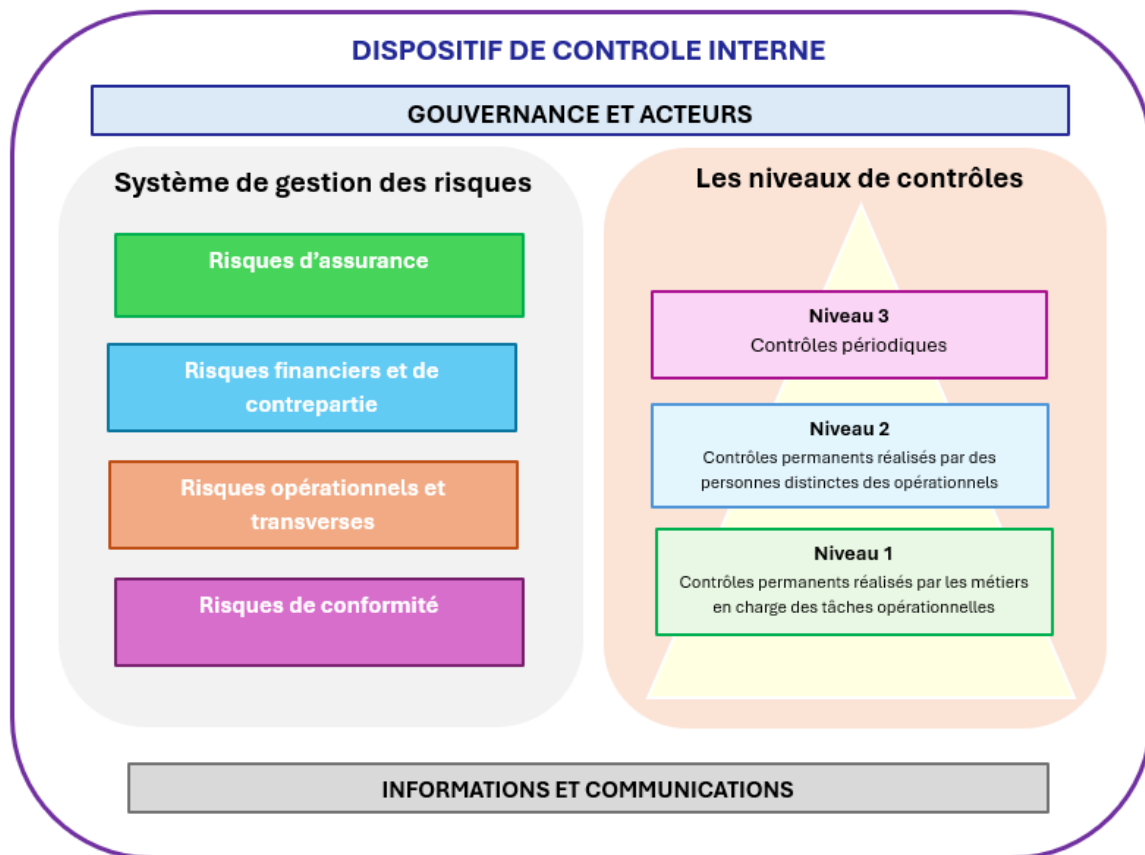 DISPOSITIF DE CONTROLE INTERNE
GOUVERNANCE ET ACTEURS
Système de gestion des risques
Risques d'assurance
Risques financiers et de
contrepartie
Risques opérationnels et
transverses
Risques de conformité
Les niveaux de contrôles
Niveau 3
Contrôles périodiques
Niveau 2
Contrôles permanents réalisés par des
personnes distinctes des opérationnels
Niveau 1
Contrôles permanents réalisés par les métiers
en charge des tâches opérationnelles
INFORMATIONS ET COMMUNICATIONS